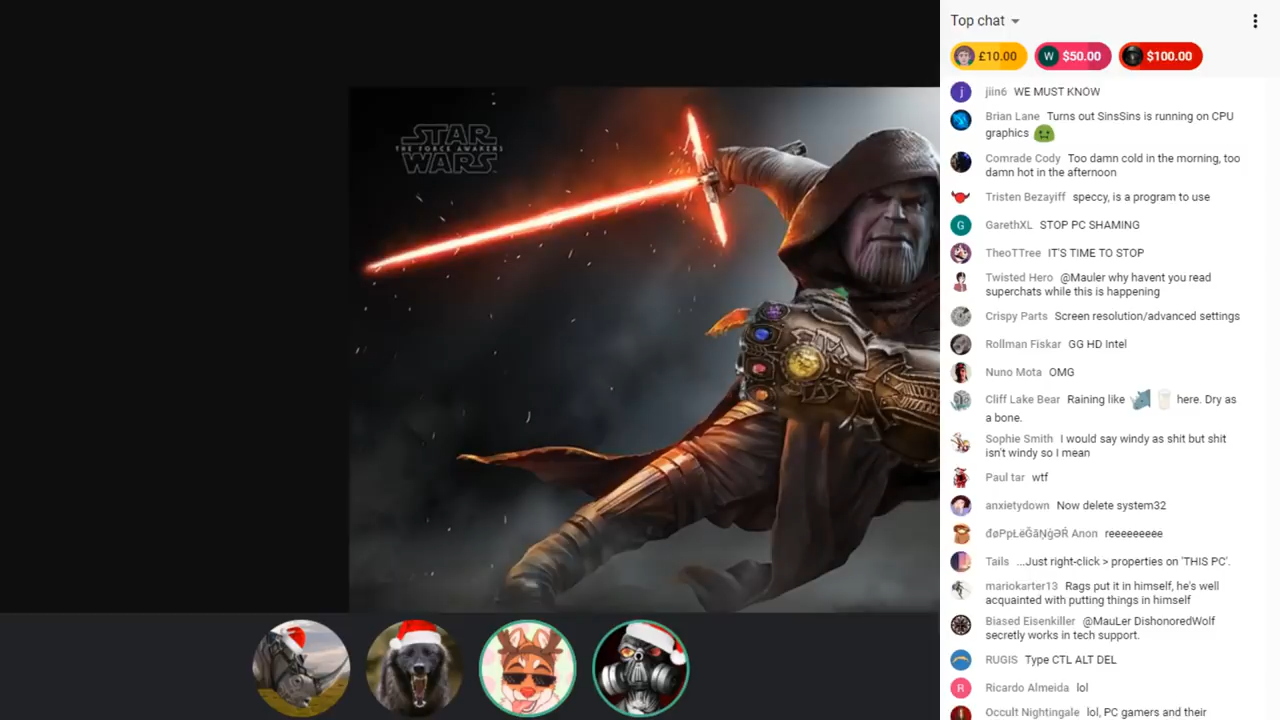 STAR
THE FORCE AWAKENS
WARS
Top chat
£10.00
W $50.00
$100.00
j jiin6 WE MUST KNOW
Brian Lane Turns out SinsSins is running on CPU
graphics
Comrade Cody Too damn cold in the morning, too
damn hot in the afternoon
Tristen Bezayiff speccy, is a program to use
G GarethXL STOP PC SHAMING
TheoTTree IT'S TIME TO STOP
Twisted Hero @Mauler why havent you read
superchats while this is happening
Crispy Parts Screen resolution/advanced settings
Rollman Fiskar GG HD Intel
Nuno Mota OMG
Cliff Lake Bear Raining like here. Dry as
a bone.
Sophie Smith I would say windy as shit but shit
isn't windy so I mean
Paul tar wtf
anxietydown Now delete system32
Anon reeeeeeeee
Tails ...Just right-click > properties on 'THIS PC'.
mariokarter13 Rags put it in himself, he's well
acquainted with putting things in himself
Biased Eisenkiller @MauLer DishonoredWolf
secretly works in tech support.
RUGIS Type CTL ALT DEL
R Ricardo Almeida lol
Occult Nightingale lol, PC gamers and their